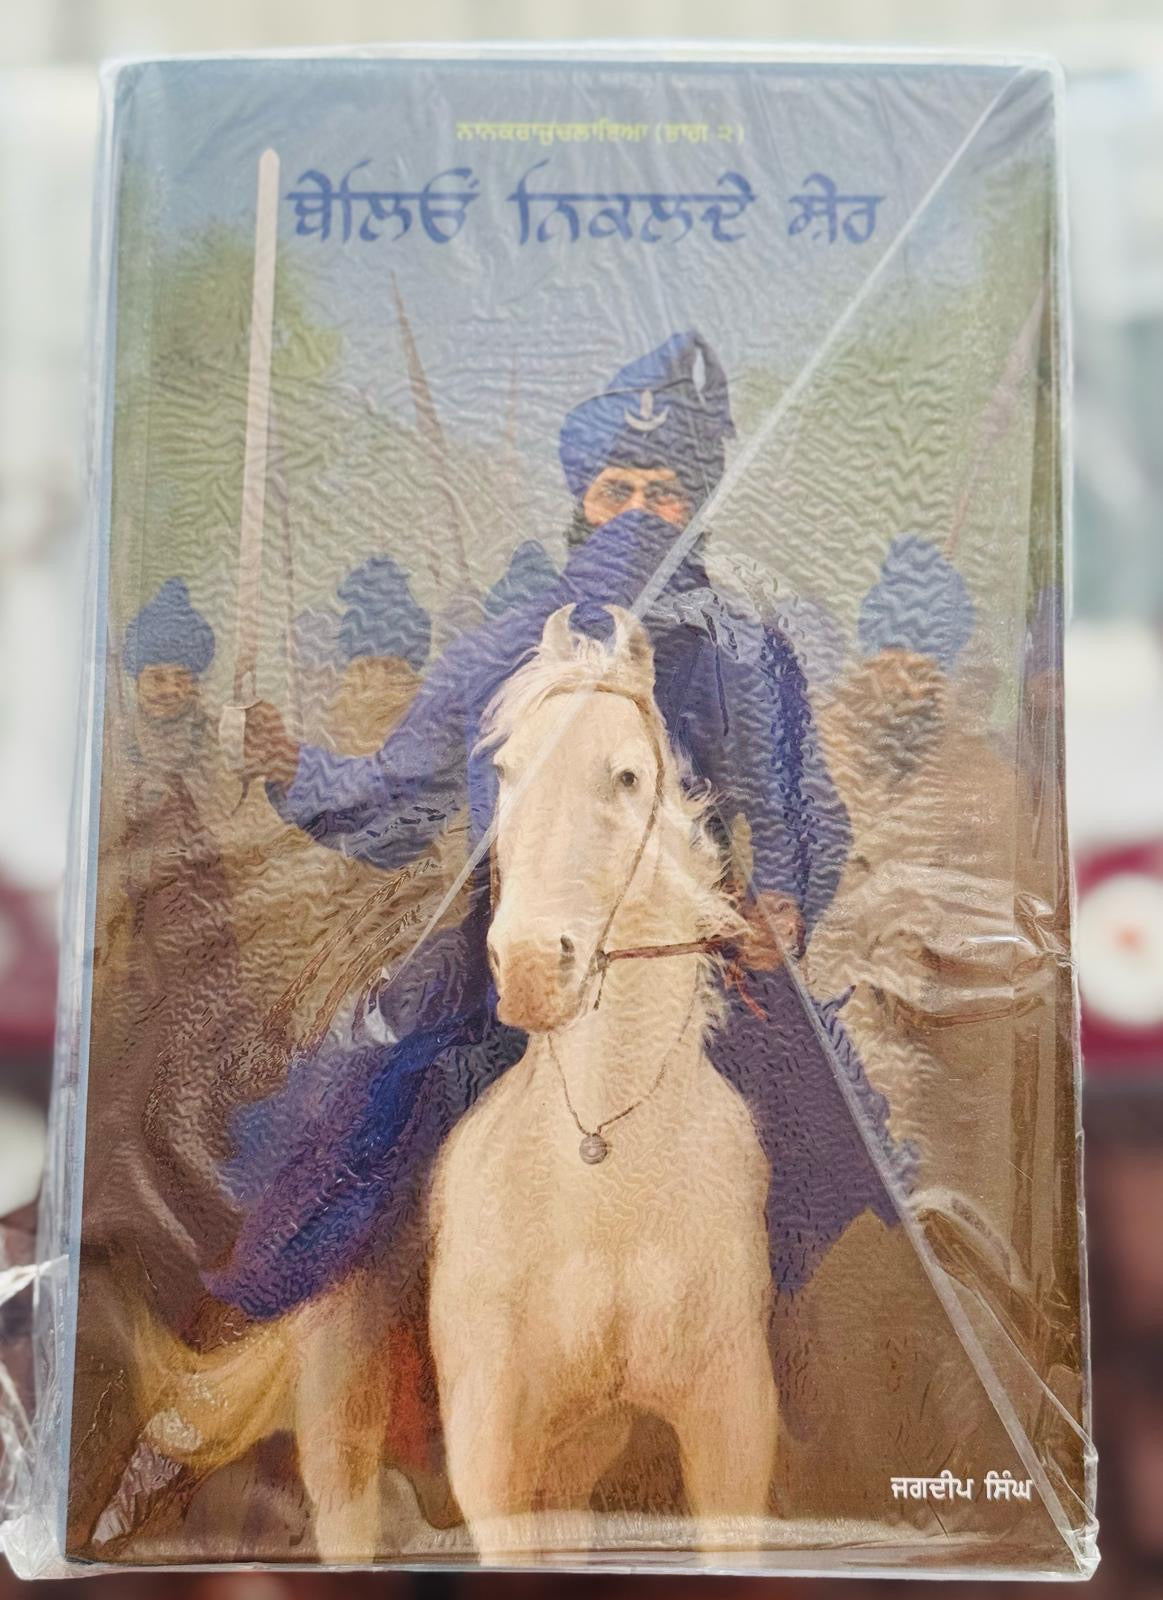 ਨਾਨਕਰਾਜੁਚਲਾਇਆ (ਭਾਗ ੨)
ਬੇਲਿਓਂ ਨਿਕਲਦੇ ਸ਼ੇਰ
ਜਗਦੀਪ ਸਿੰਘ